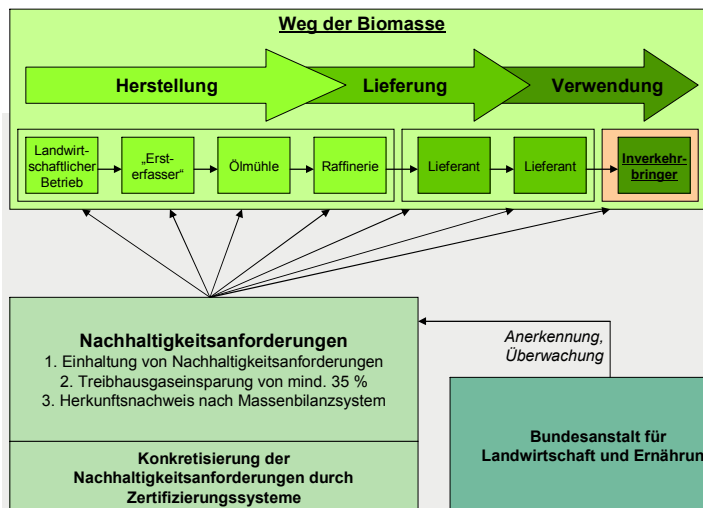 Weg der Biomasse
Herstellung
Lieferung
Verwendung
Landwirt-
schaftlicher
Betrieb
„Erst-
erfasser“
Ölmühle
Raffinerie
Lieferant
Lieferant
Inverkehr-
bringer
Nachhaltigkeitsanforderungen
1. Einhaltung von Nachhaltigkeitsanforderungen
2. Treibhausgaseinsparung von mind. 35 %
3. Herkunftsnachweis nach Massenbilanzsystem
Anerkennung,
Überwachung
Konkretisierung der
Nachhaltigkeitsanforderungen durch
Zertifizierungssysteme
Bundesanstalt für
Landwirtschaft und Ernährun